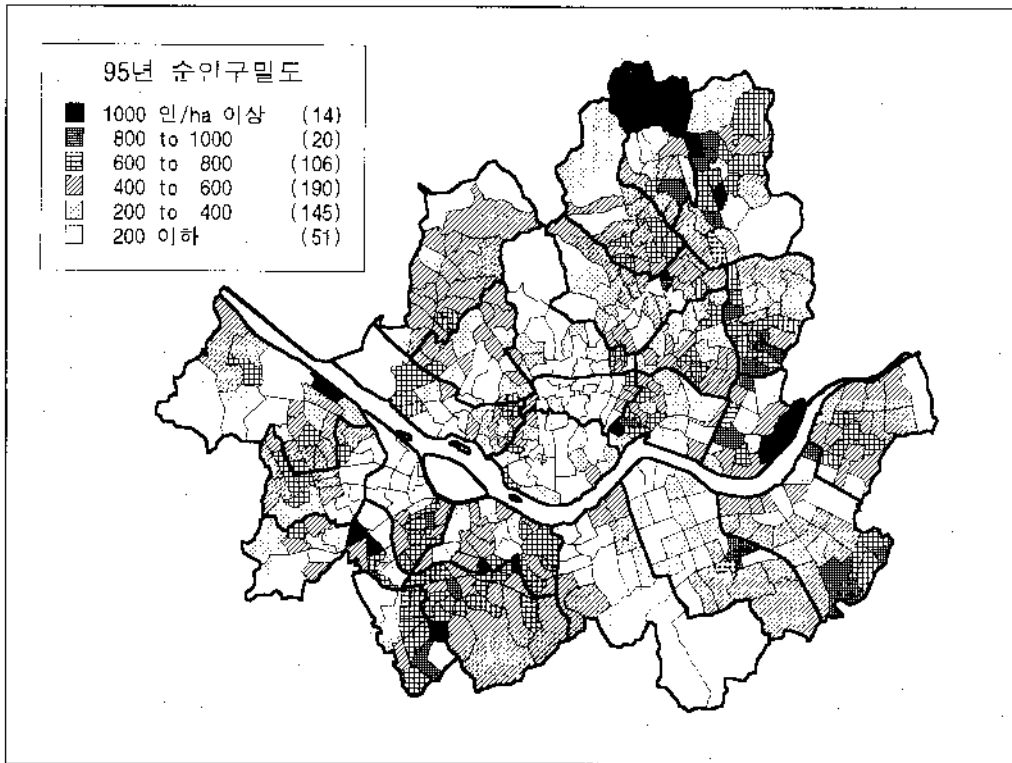 95년 순인구밀도
1000 인/ha 이상 (14)
800 to 1000 (20)
600 to 800 (106)
400 to 600 (190)
200 to 400 (145)
200 이하 (51)